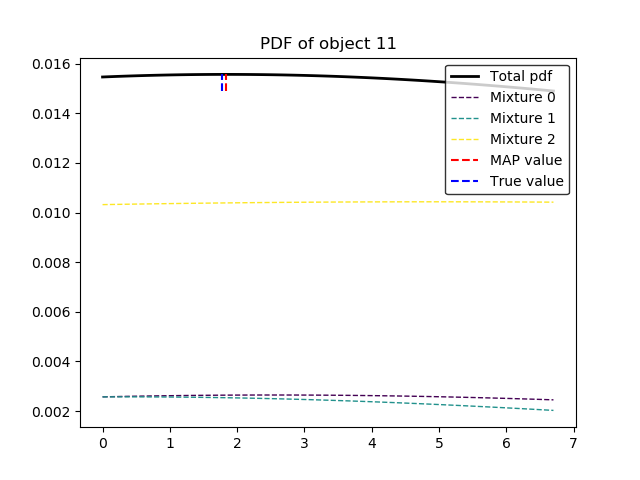 PDF of object 11
0.016
0.014
0.012
0.010
0.008
0.006
0.004
0.002
Total pdf
Mixture 0
Mixture 1
Mixture 2
MAP value
True value
0 1 2 3 4 5 6 7